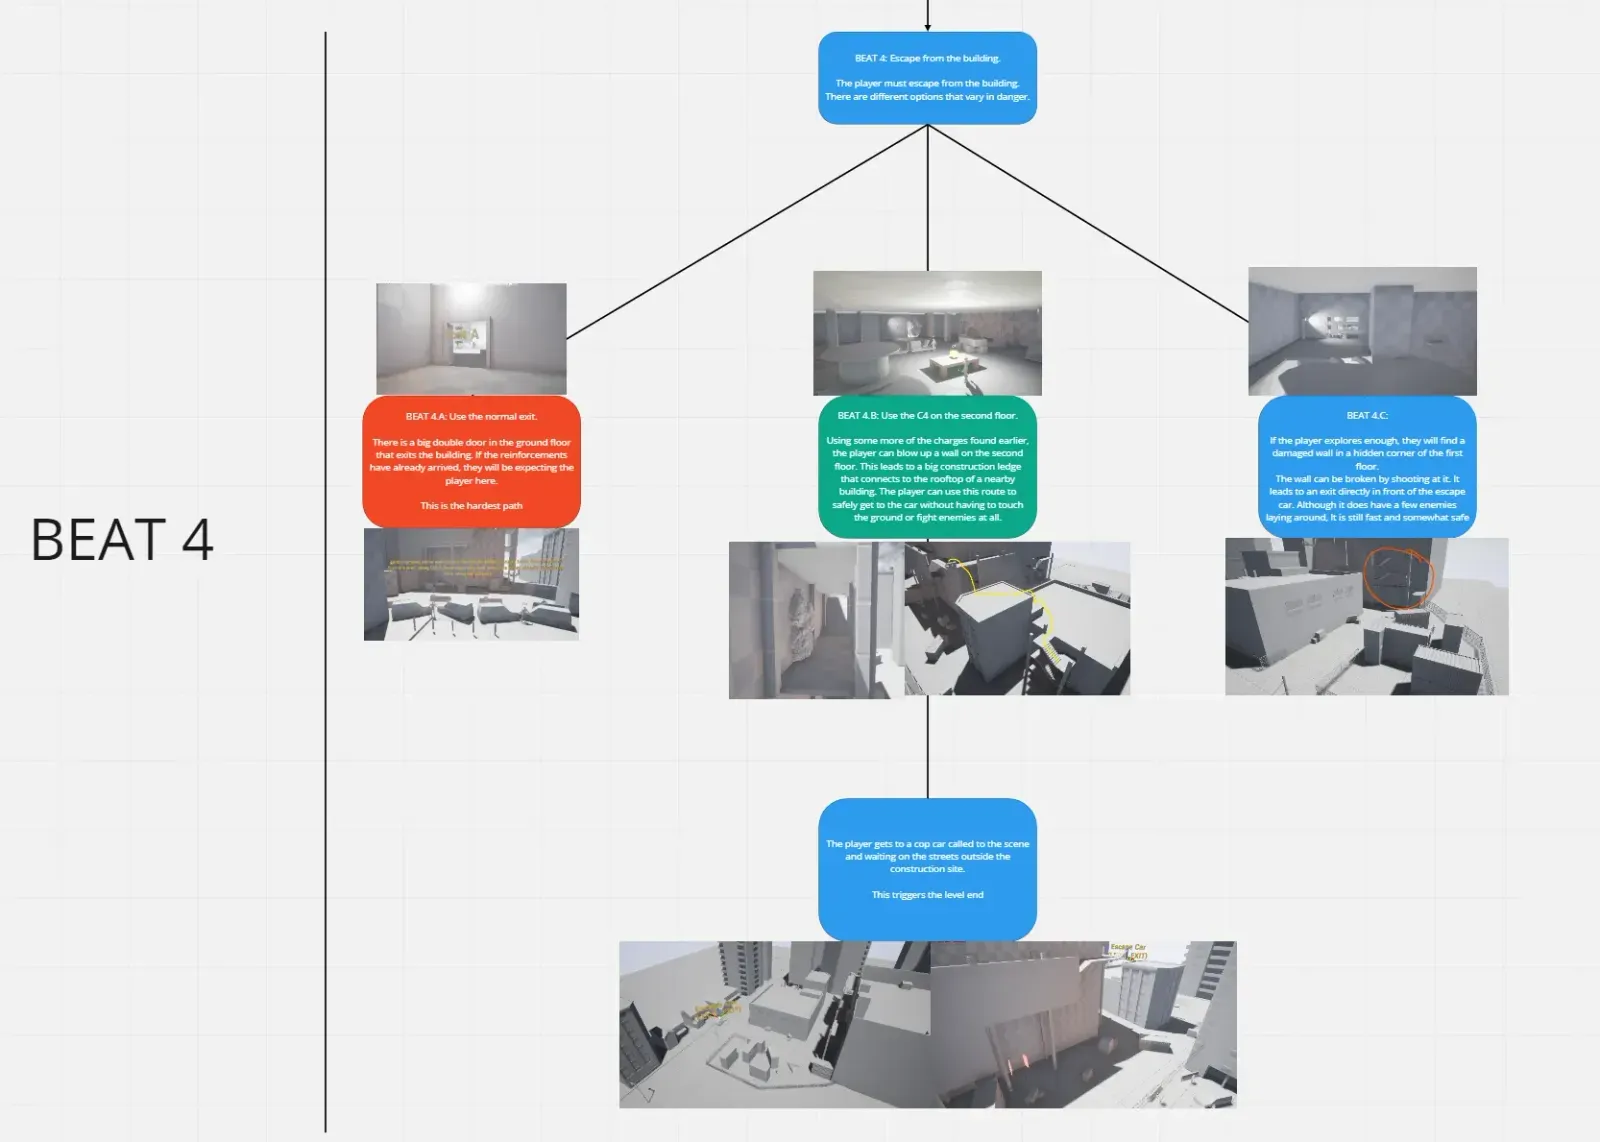 BEAT 4: Escape from the building.
The player must escape from the building.
There are different options that vary in danger.
BEAT 4
BEAT 4.A: Use the normal exit.
There is a big double door in the ground floor
that exits the building. If the reinforcements
have already arrived, they will be expecting the
player here.
This is the hardest path
BEAT 4.B: Use the C4 on the second floor.
Using some more of the charges found earlier,
the player can blow up a wall on the second
floor. This leads to a big construction ledge
that connects to the rooftop of a nearby
building. The player can use this route to
safely get to the car without having to touch
the ground or fight enemies at all.
BEAT 4.C:
If the player explores enough, they will find a
damaged wall in a hidden corner of the first
floor.
The wall can be broken by shooting at it. It
leads to an exit directly in front of the escape
car. Although it does have a few enemies
laying around, It is still fast and somewhat safe
The player gets to a cop car called to the scene
and waiting on the streets outside the
construction site.
This triggers the level end
Escape Car
EXIT)